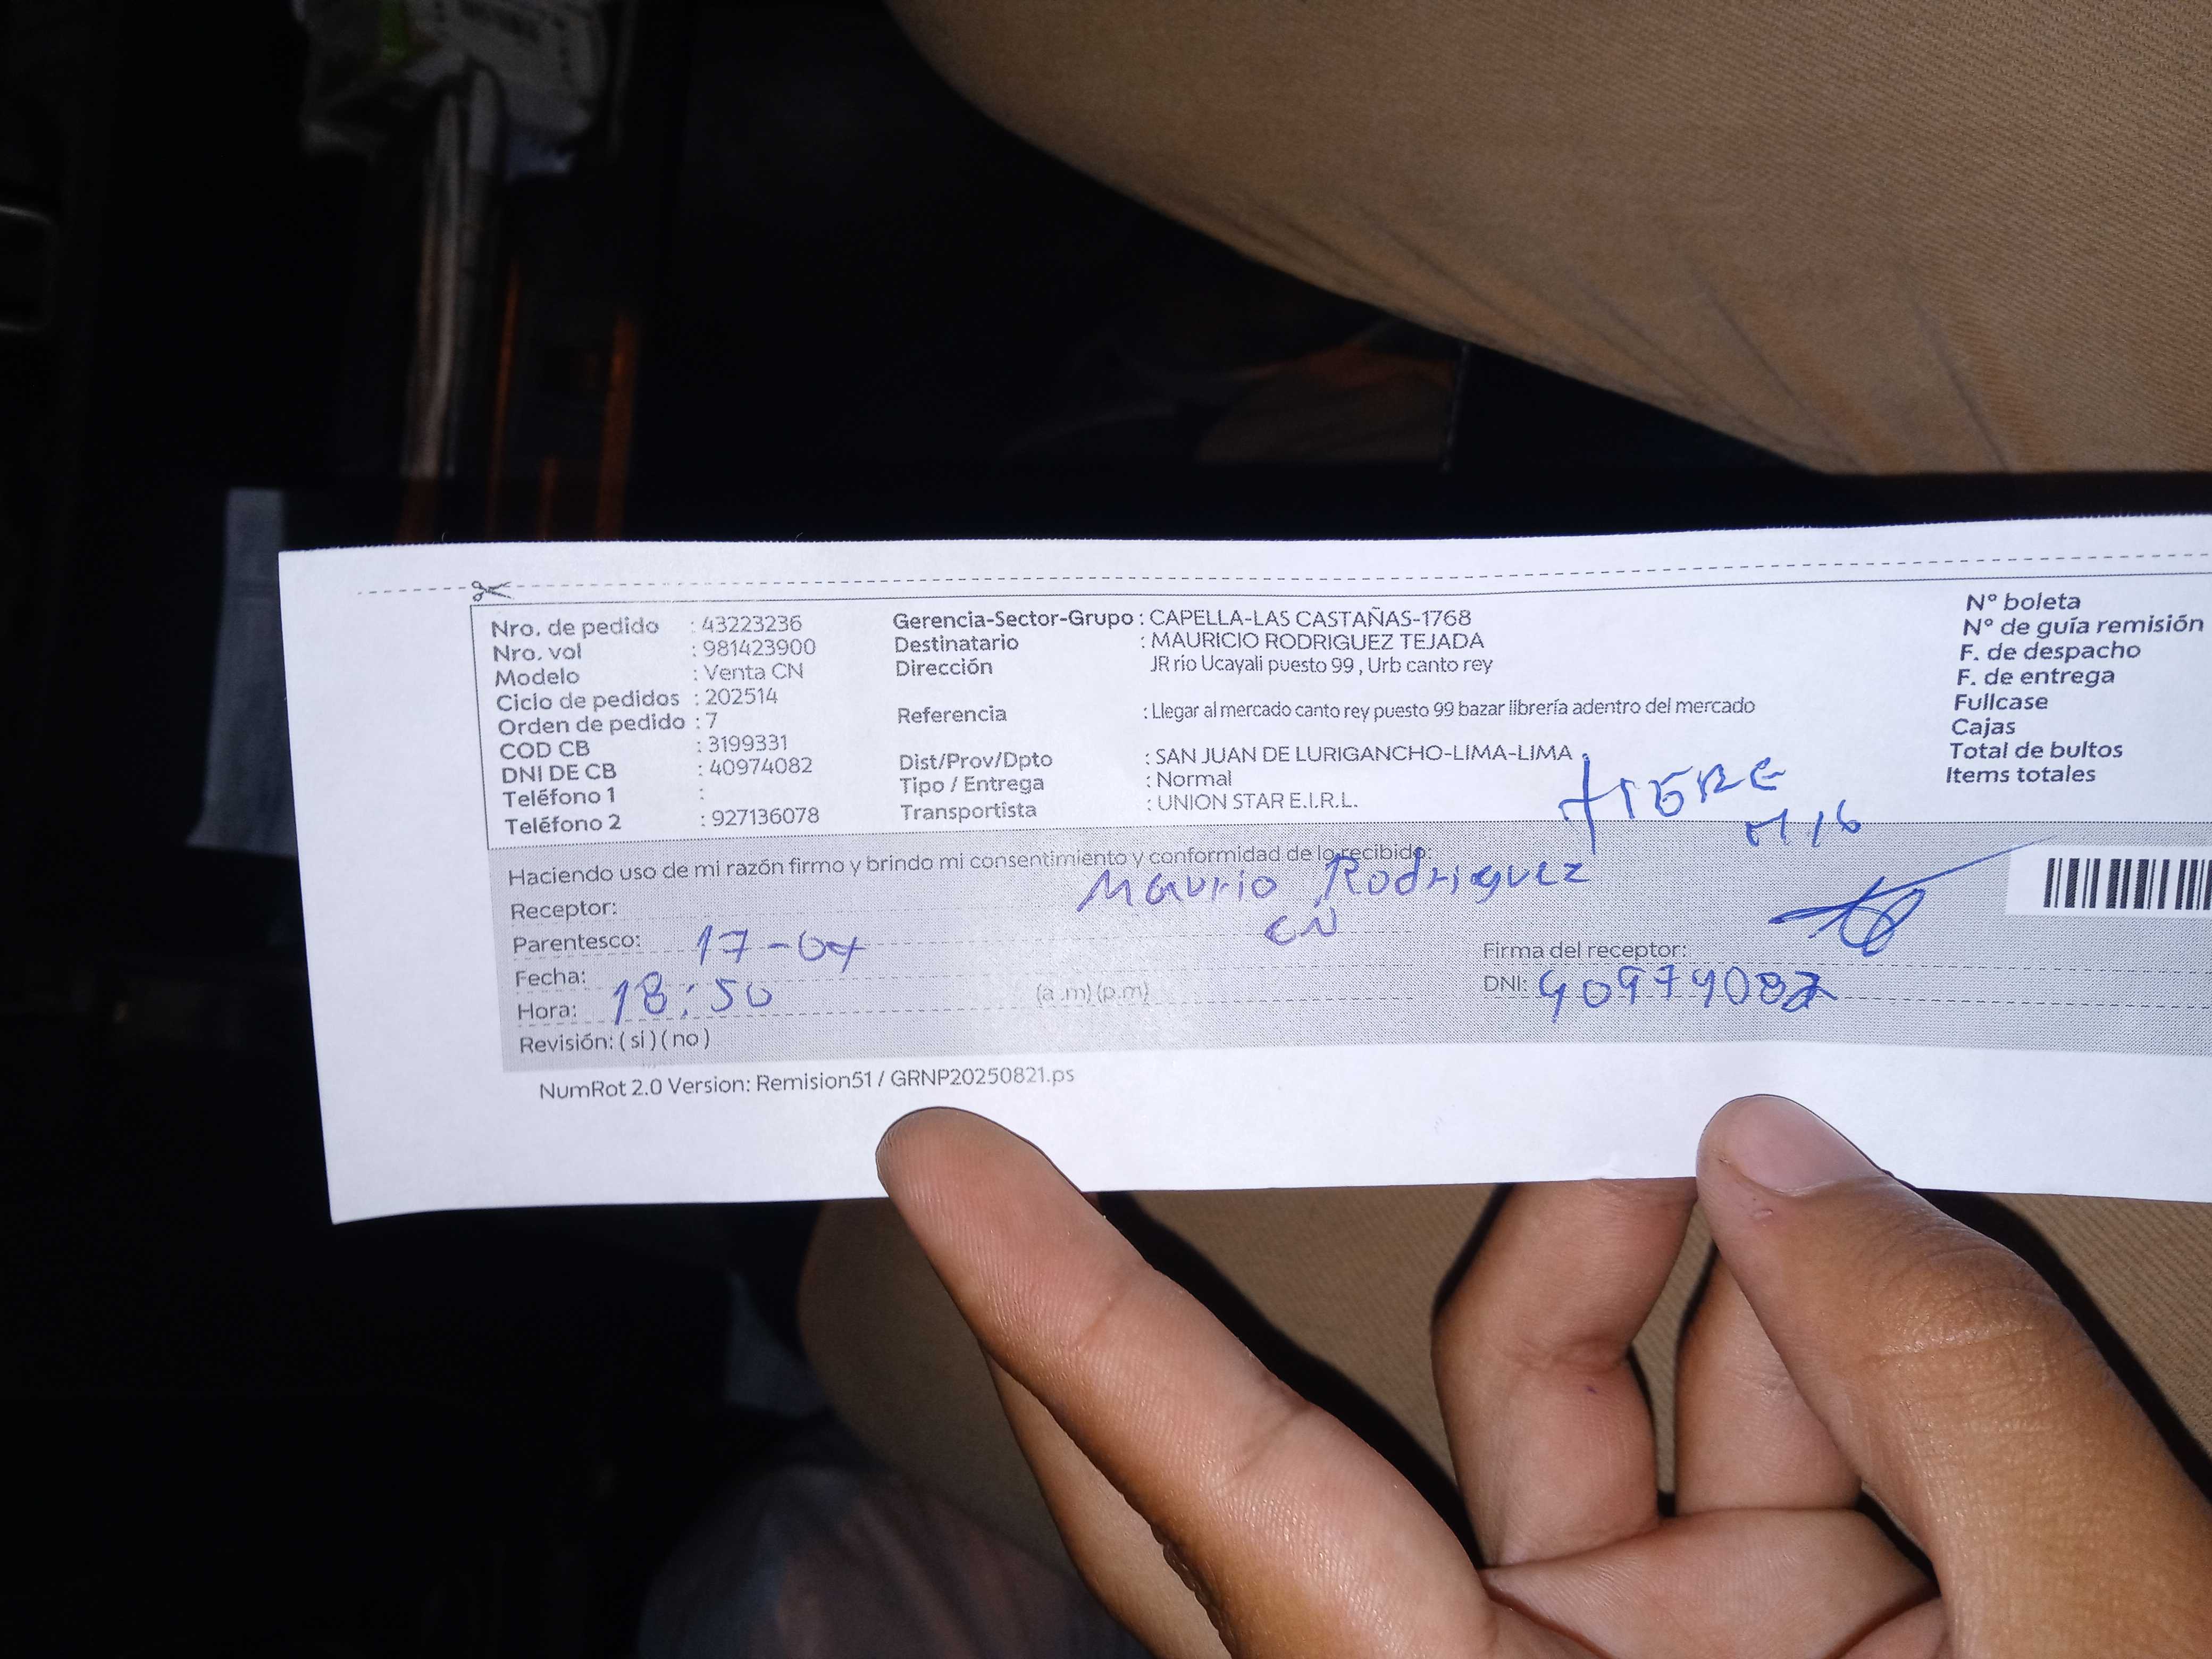 Nro. de pedido : 43223236
Nro. vol : 981423900
Modelo : Venta CN
Ciclo de pedidos : 202514
Orden de pedido : 7
COD CB : 3199331
DNI DE CB : 40974082
Teléfono 1 :
Teléfono 2 : 927136078
Gerencia-Sector-Grupo : CAPELLA-LAS CASTAÑAS-1768
Destinatario : MAURICIO RODRIGUEZ TEJADA
Dirección JR río Ucayali puesto 99 , Urb canto rey
Referencia : Llegar al mercado canto rey puesto 99 bazar librería adentro del mercado
Dist/Prov/Dpto : SAN JUAN DE LURIGANCHO-LIMA-LIMA
Tipo / Entrega : Normal
Transportista : UNION STAR E.I.R.L.
N° boleta
N° de guía remisión
F. de despacho
F. de entrega
Fullcase
Cajas
Total de bultos
Items totales
Haciendo uso de mi razón firmo y brindo mi consentimiento y conformidad de lo recibido:
Receptor: Maurio Rodriguez
Parentesco: CN
Fecha: 17-04
Hora: 18:50 (a .m) (p.m)
Revisión: ( si ) ( no )
Firma del receptor:
DNI: 40974082
NumRot 2.0 Version: Remision51 / GRNP20250821.ps